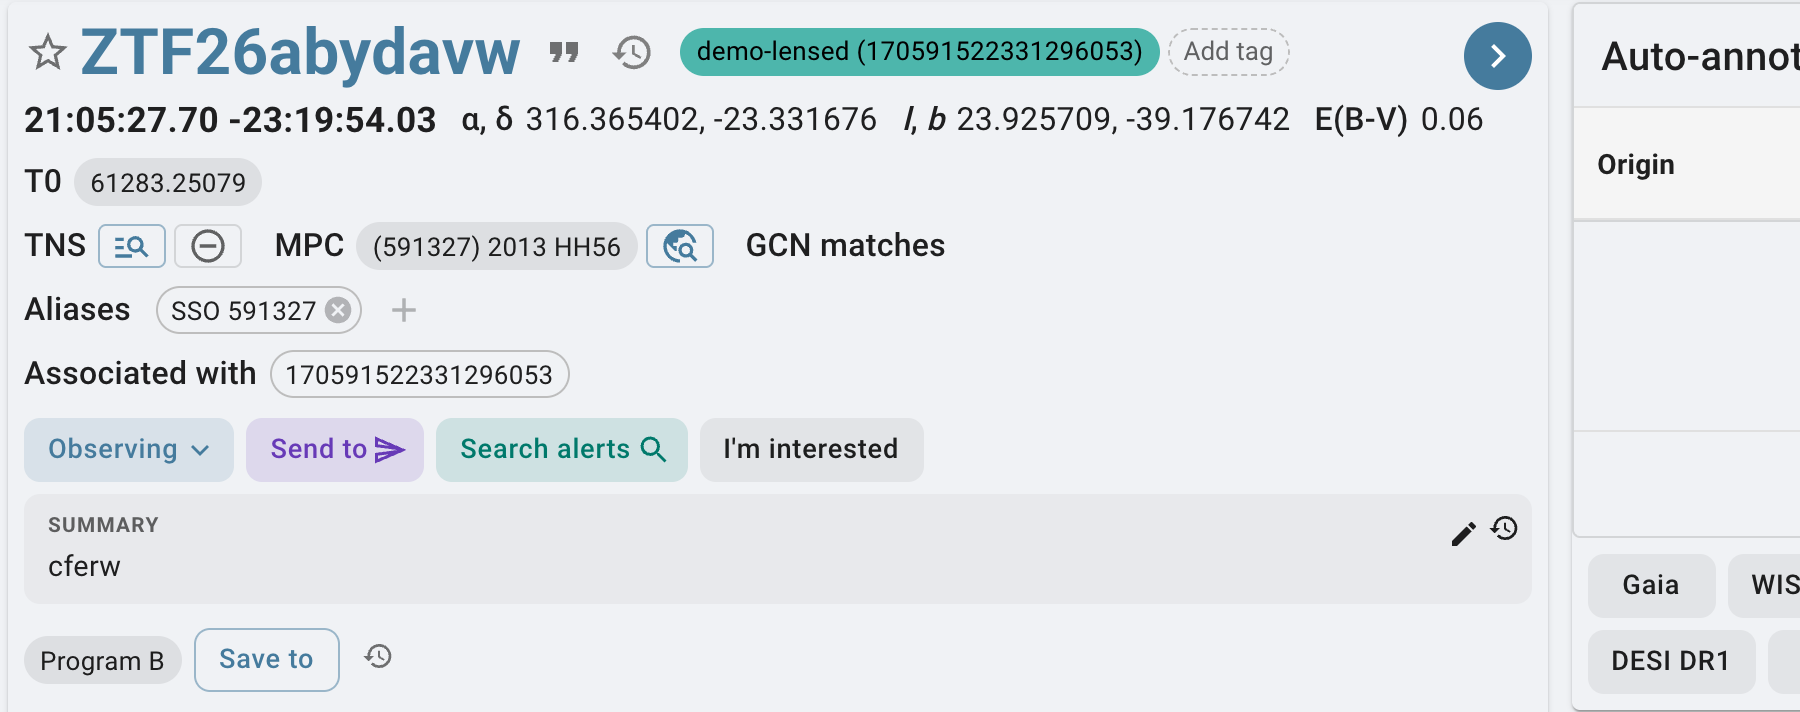 ZTF26abydavw demo-lensed (170591522331296053) Add tag
21:05:27.70 -23:19:54.03 α, δ 316.365402, -23.331676 l, b 23.925709, -39.176742 E(B-V) 0.06
T0 61283.25079
TNS MPC (591327) 2013 HH56 GCN matches
Aliases SSO 591327
Associated with 170591522331296053
Observing Send to Search alerts I'm interested
SUMMARY
cferw
Program B Save to
Auto-annot
Origin
Gaia WIS
DESI DR1